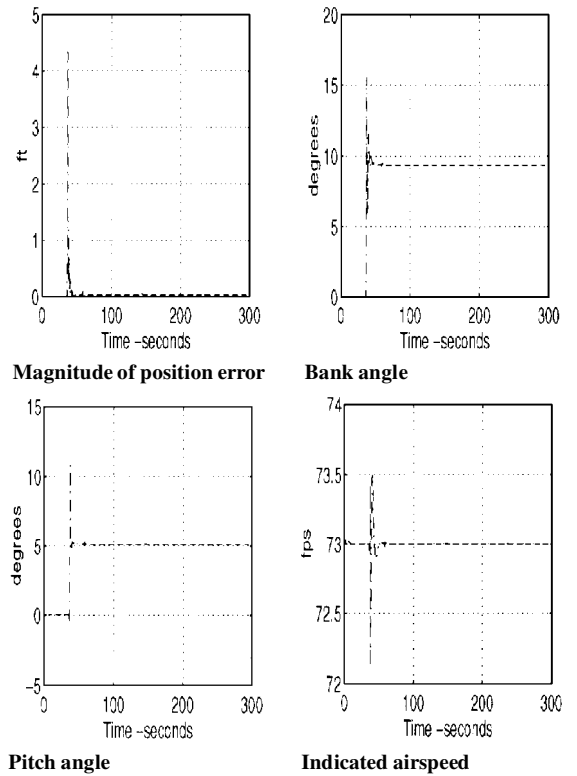 5
4
3
2
1
0
ft
0 100 200 300
Time -seconds
Magnitude of position error
20
15
10
5
0
degrees
0 100 200 300
Time -seconds
Bank angle
15
10
5
0
-5
degrees
0 100 200 300
Time -seconds
Pitch angle
74
73.5
73
72.5
72
fps
0 100 200 300
Time -seconds
Indicated airspeed